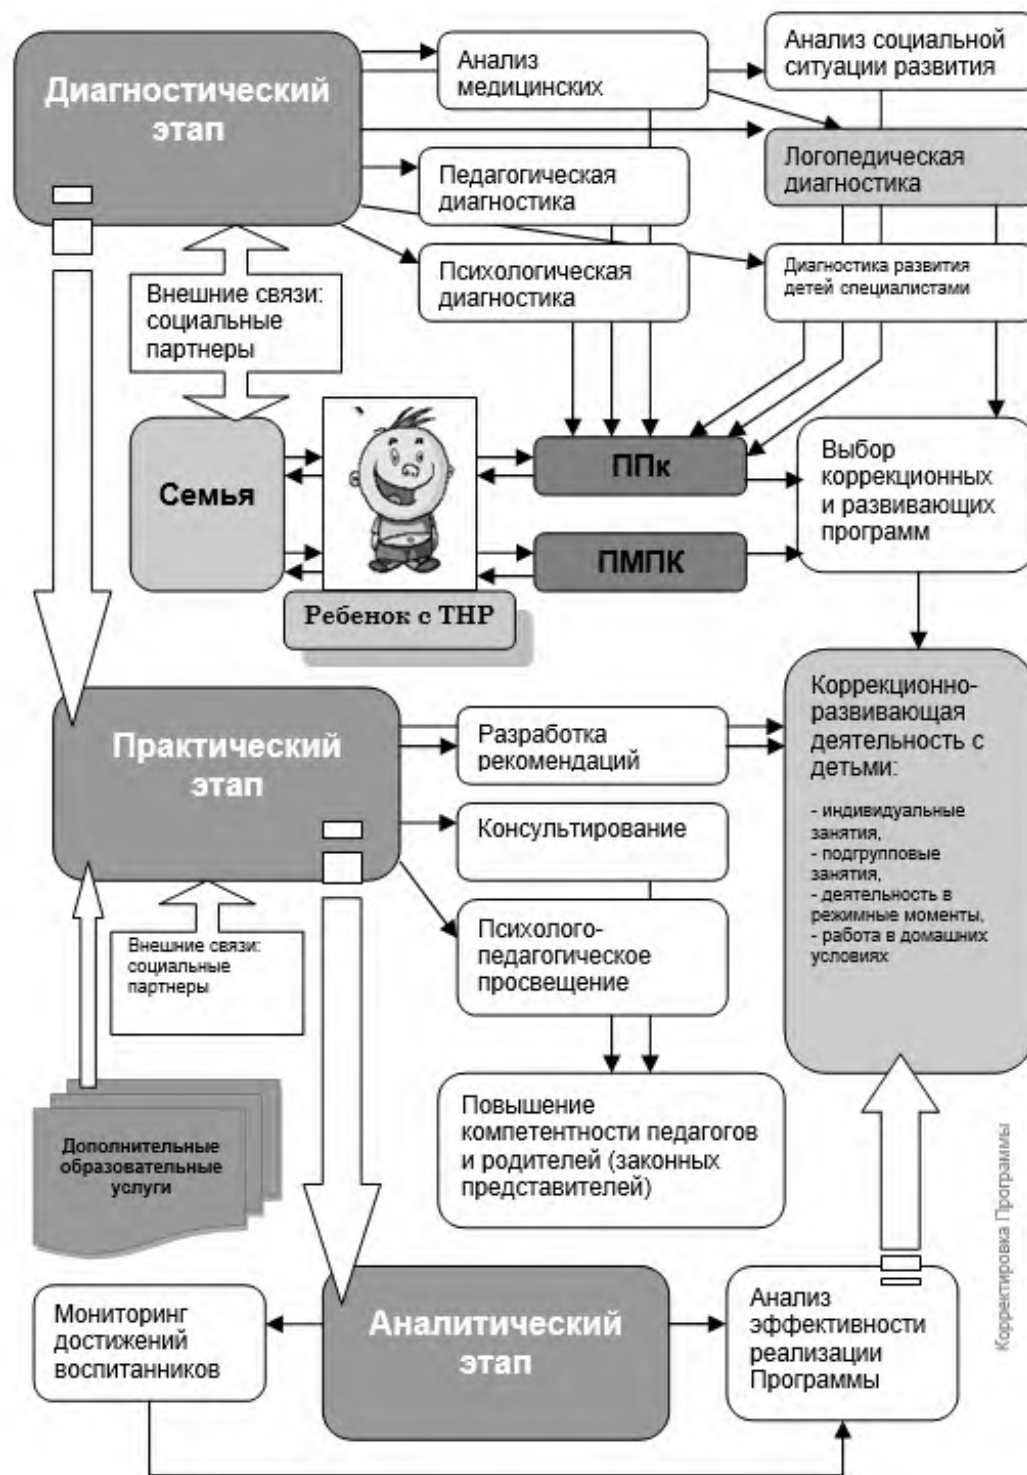 Диагностический
этап
Анализ
медицинских
Анализ социальной
ситуации развития
Педагогическая
диагностика
Логопедическая
диагностика
Психологическая
диагностика
Диагностика развития
детей специалистами
Внешние связи:
социальные
партнеры
Семья
Ребенок с ТНР
ППк
ПМПК
Выбор
коррекционных
и развивающих
программ
Практический
этап
Разработка
рекомендаций
Консультирование
Психолого-
педагогическое
просвещение
Коррекционно-
развивающая
деятельность с
детьми:
- индивидуальные
занятия,
- подгрупповые
занятия,
- деятельность в
режимные моменты,
- работа в домашних
условиях
Внешние связи:
социальные
партнеры
Дополнительные
образовательные
услуги
Повышение
компетентности педагогов
и родителей (законных
представителей)
Корректировка Программы
Мониторинг
достижений
воспитанников
Аналитический
этап
Анализ
эффективности
реализации
Программы